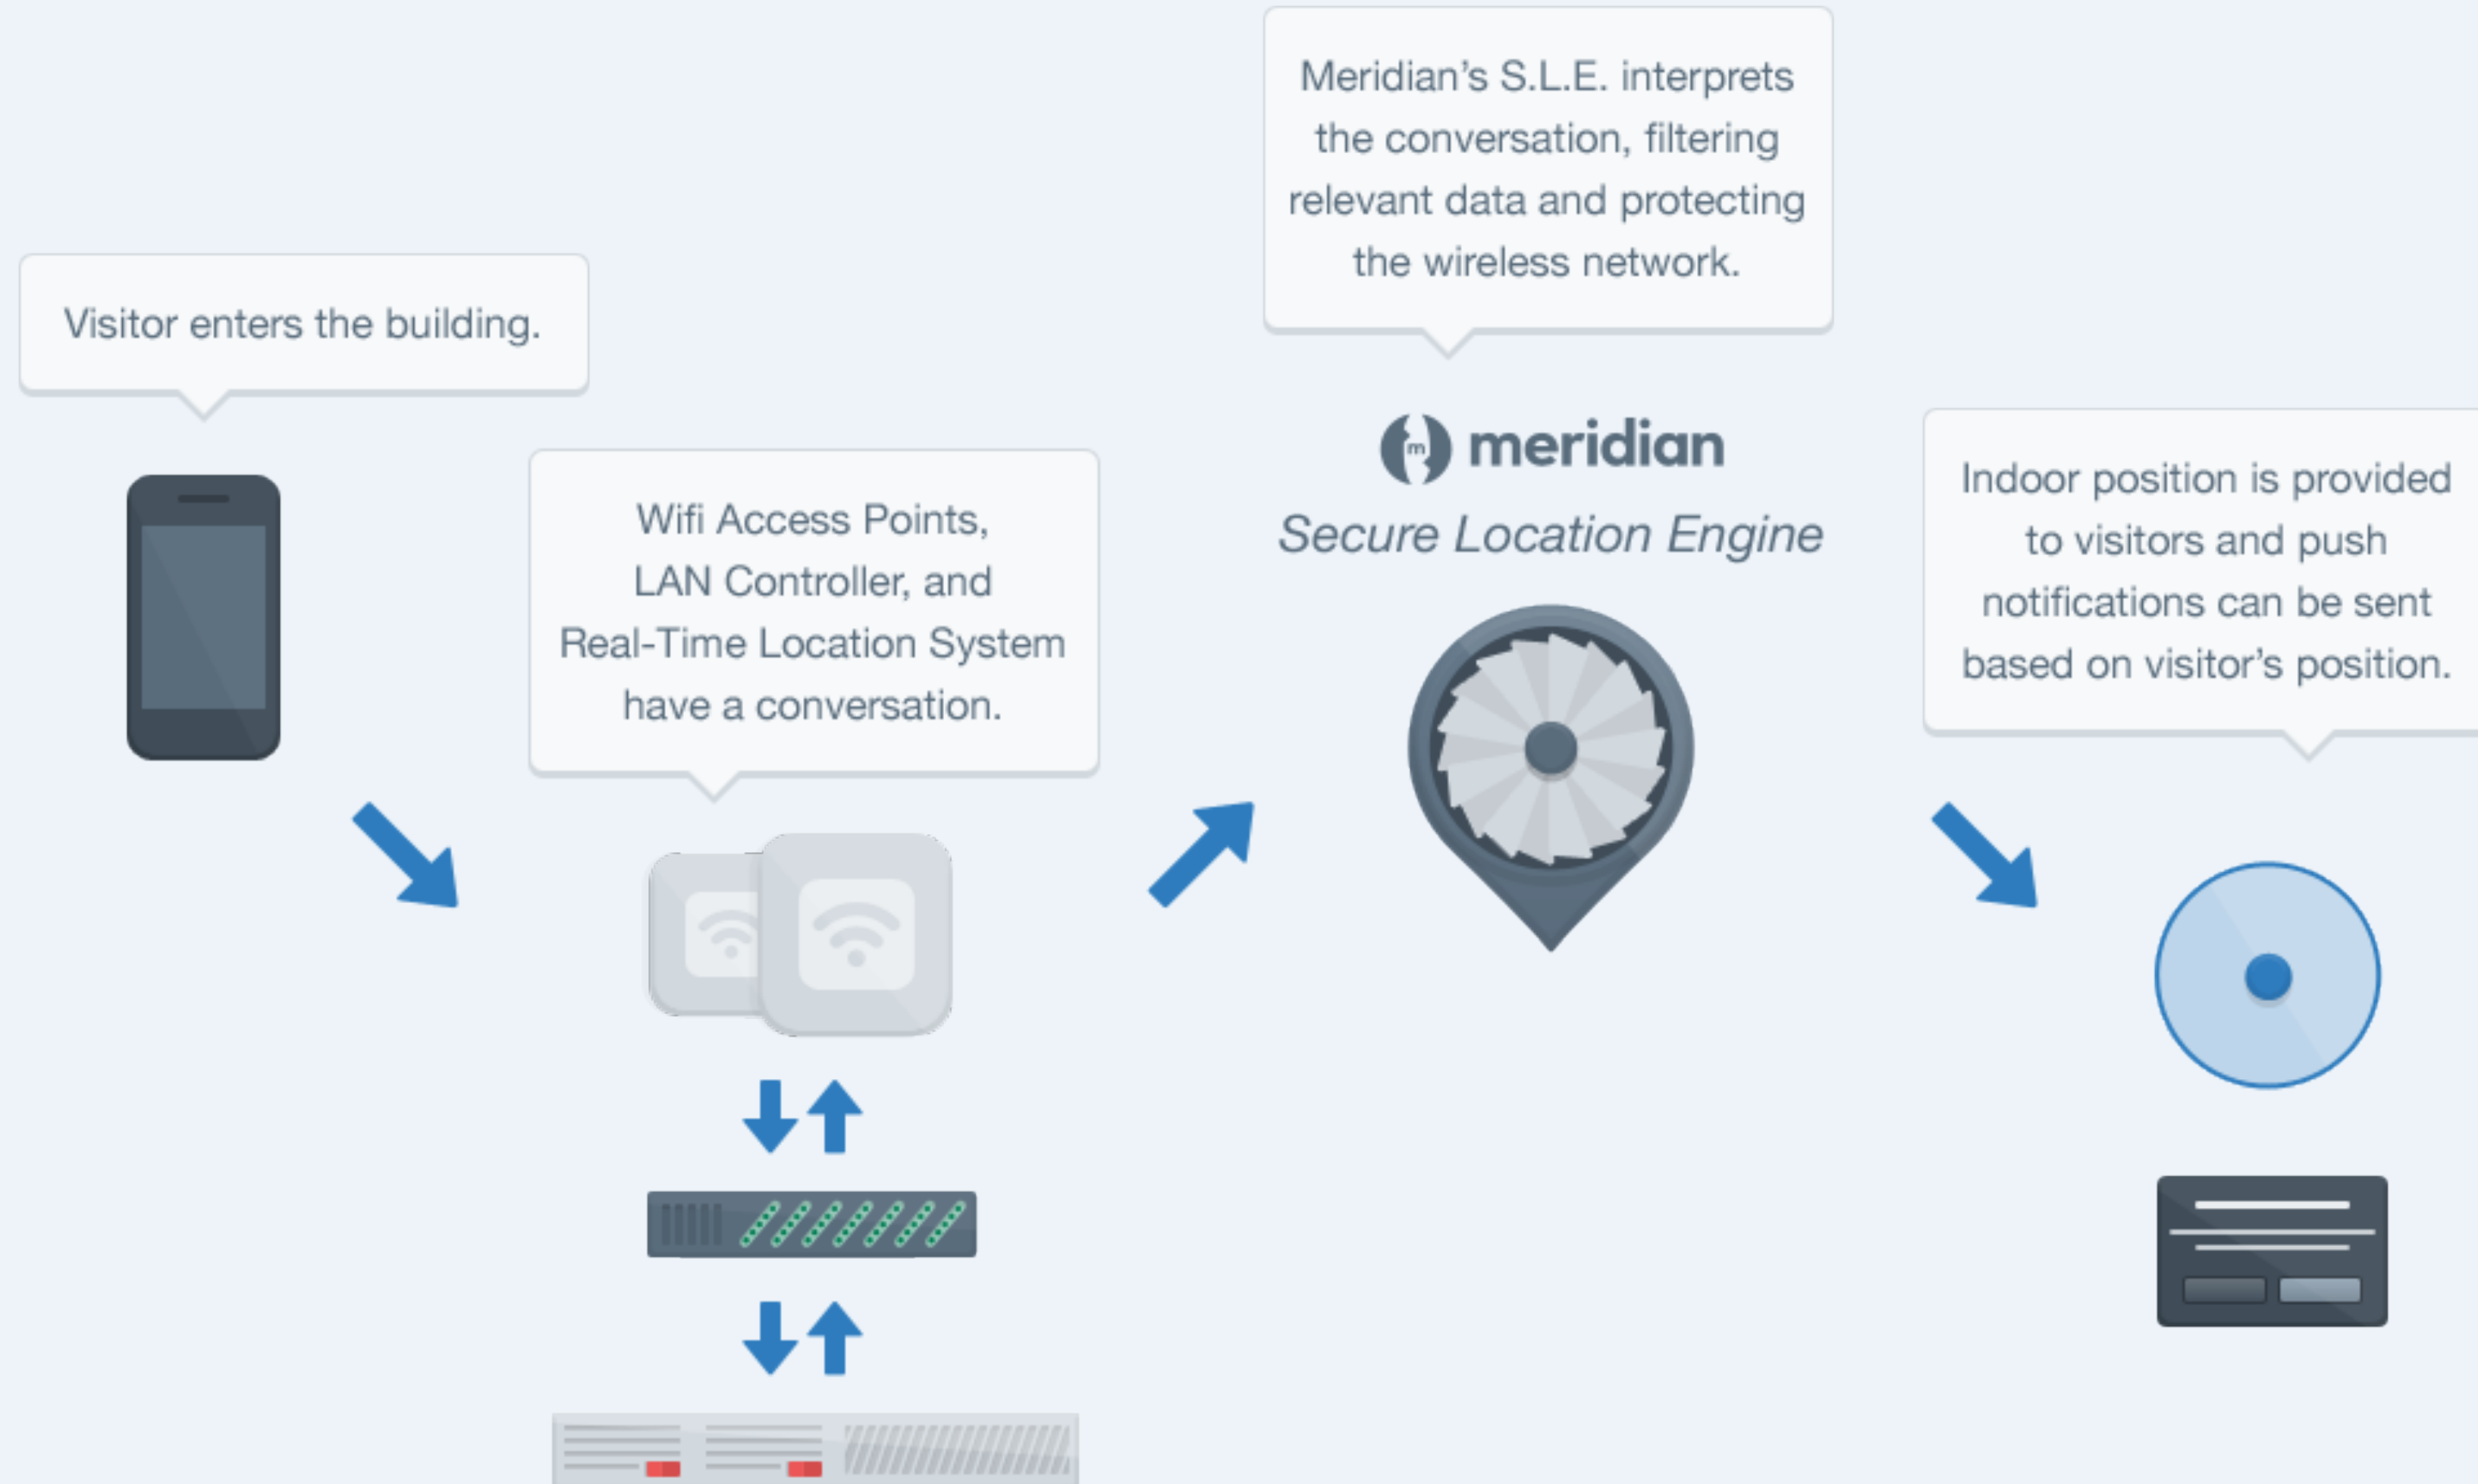 Visitor enters the building.
Wifi Access Points,
LAN Controller, and
Real-Time Location System
have a conversation.
Meridian’s S.L.E. interprets
the conversation, filtering
relevant data and protecting
the wireless network.
m meridian
Secure Location Engine
Indoor position is provided
to visitors and push
notifications can be sent
based on visitor’s position.